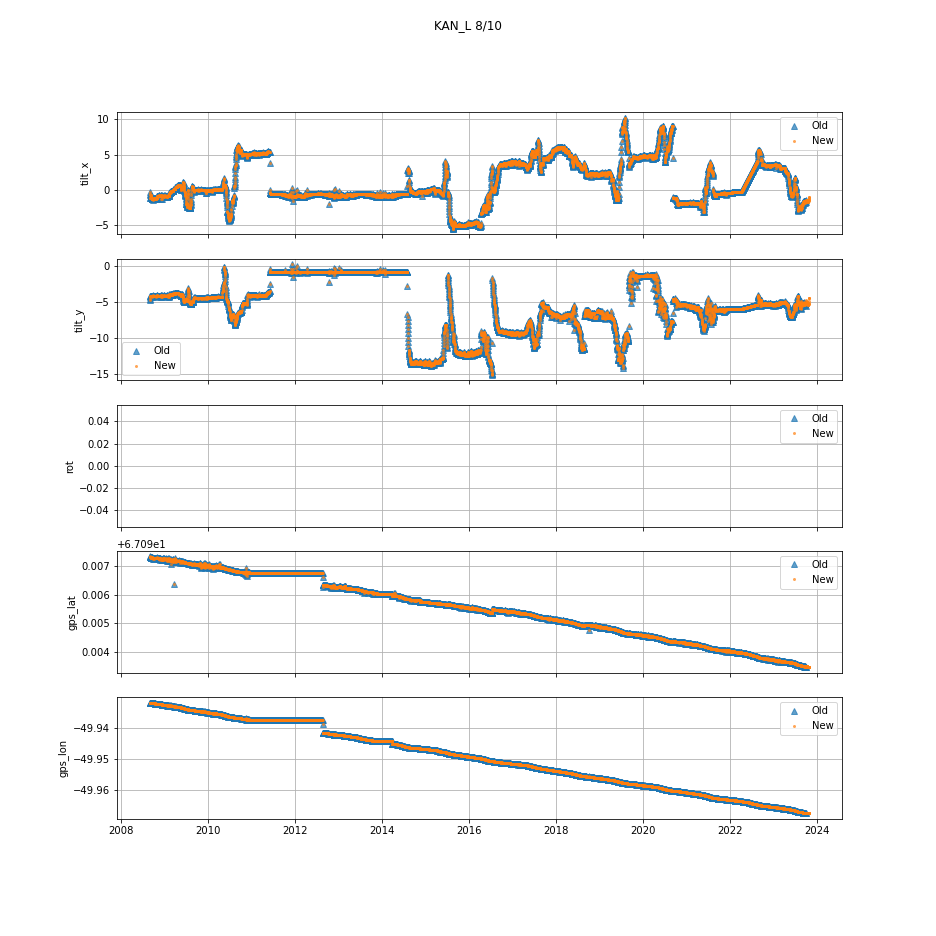 KAN_L 8/10
10
5
0
−5
tilt_x
Old
New
0
−5
−10
−15
tilt_y
Old
New
0.04
0.02
0.00
−0.02
−0.04
rot
Old
New
+6.709e1
0.007
0.006
0.005
0.004
gps_lat
Old
New
−49.94
−49.95
−49.96
gps_lon
Old
New
2008 2010 2012 2014 2016 2018 2020 2022 2024